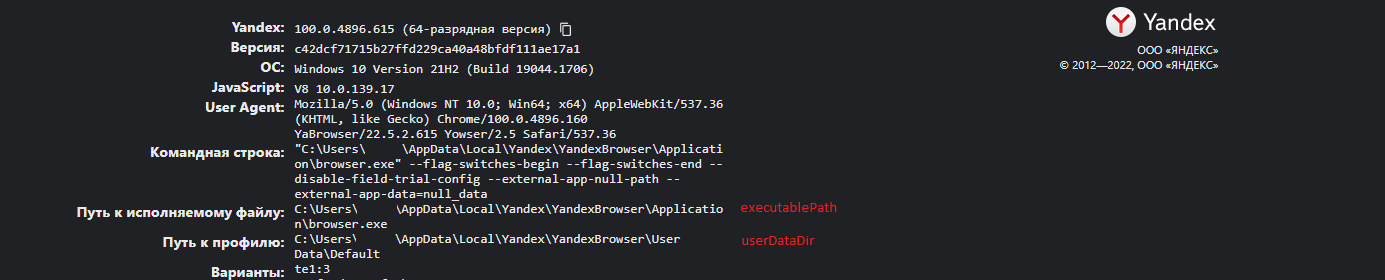 Yandex
ООО «ЯНДЕКС»
© 2012—2022, ООО «ЯНДЕКС»
Yandex: 100.0.4896.615 (64-разрядная версия)
Версия: c42dcf71715b27ffd229ca40a48bfdf111ae17a1
ОС: Windows 10 Version 21H2 (Build 19044.1706)
JavaScript: V8 10.0.139.17
User Agent: Mozilla/5.0 (Windows NT 10.0; Win64; x64) AppleWebKit/537.36
(KHTML, like Gecko) Chrome/100.0.4896.160
YaBrowser/22.5.2.615 Yowser/2.5 Safari/537.36
Командная строка: "C:\Users\ \AppData\Local\Yandex\YandexBrowser\Applicati
on\browser.exe" --flag-switches-begin --flag-switches-end --
disable-field-trial-config --external-app-null-path --
external-app-data=null_data
Путь к исполняемому файлу: C:\Users\ \AppData\Local\Yandex\YandexBrowser\Applicatio executablePath
n\browser.exe
Путь к профилю: C:\Users\ \AppData\Local\Yandex\YandexBrowser\User userDataDir
Data\Default
Варианты: te1:3